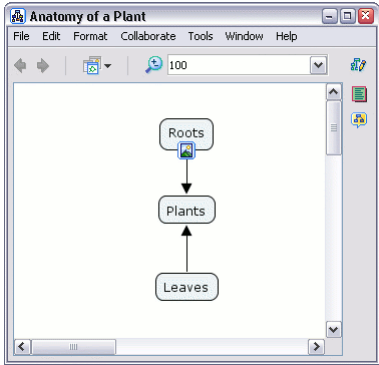 Anatomy of a Plant
File Edit Format Collaborate Tools Window Help
100
Roots
Plants
Leaves